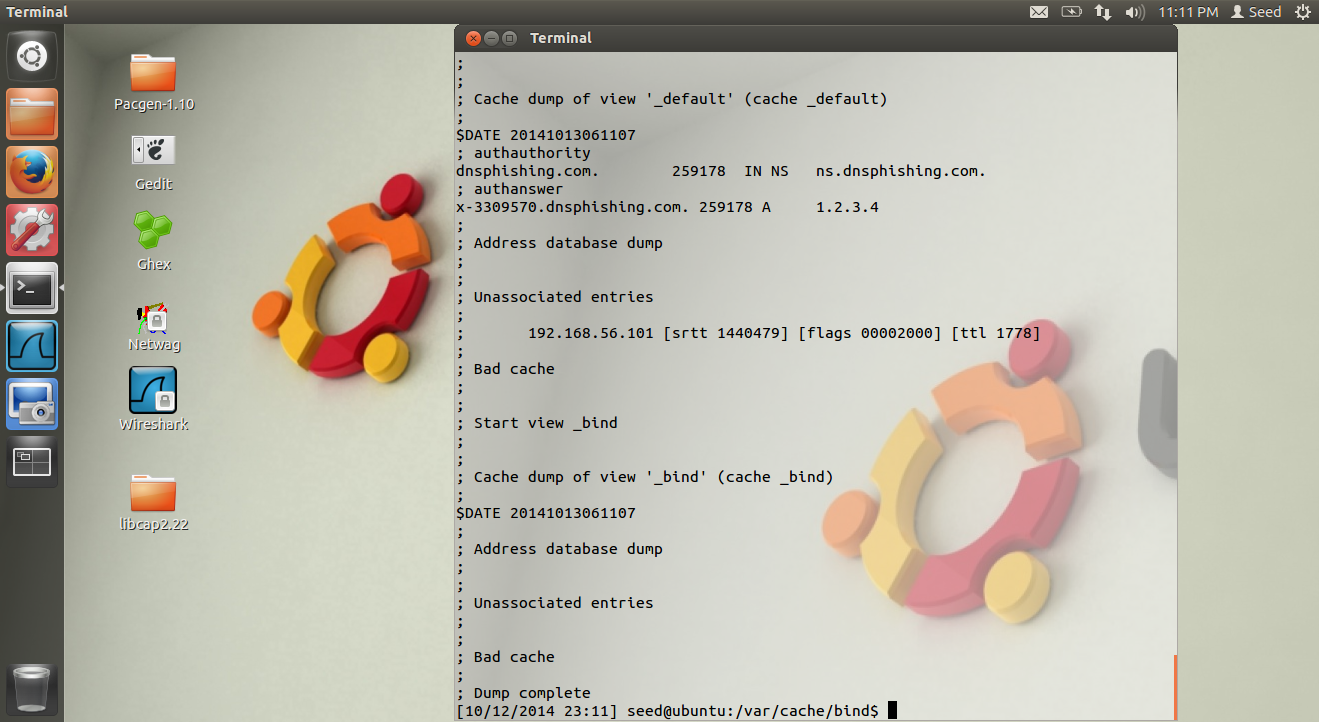 Terminal
11:11 PM Seed
Pacgen-1.10
Gedit
Ghex
Netwag
Wireshark
libcap2.22
Terminal
;
;
; Cache dump of view '_default' (cache _default)
;
$DATE 20141013061107
; authauthority
dnsphishing.com. 259178 IN NS ns.dnsphishing.com.
; authanswer
x-3309570.dnsphishing.com. 259178 A 1.2.3.4
;
; Address database dump
;
;
; Unassociated entries
;
; 192.168.56.101 [srtt 1440479] [flags 00002000] [ttl 1778]
;
; Bad cache
;
;
; Start view _bind
;
;
; Cache dump of view '_bind' (cache _bind)
;
$DATE 20141013061107
;
; Address database dump
;
;
; Unassociated entries
;
;
; Bad cache
;
; Dump complete
[10/12/2014 23:11] seed@ubuntu:/var/cache/bind$